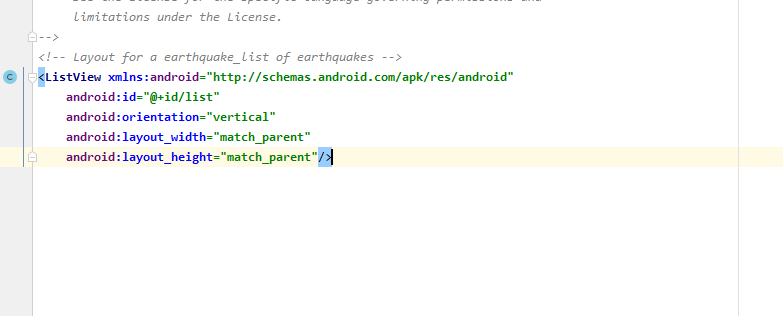 limitations under the License.
-->
<!-- Layout for a earthquake_list of earthquakes -->
C
<ListView xmlns:android="http://schemas.android.com/apk/res/android"
android:id="@+id/list"
android:orientation="vertical"
android:layout_width="match_parent"
android:layout_height="match_parent"/>